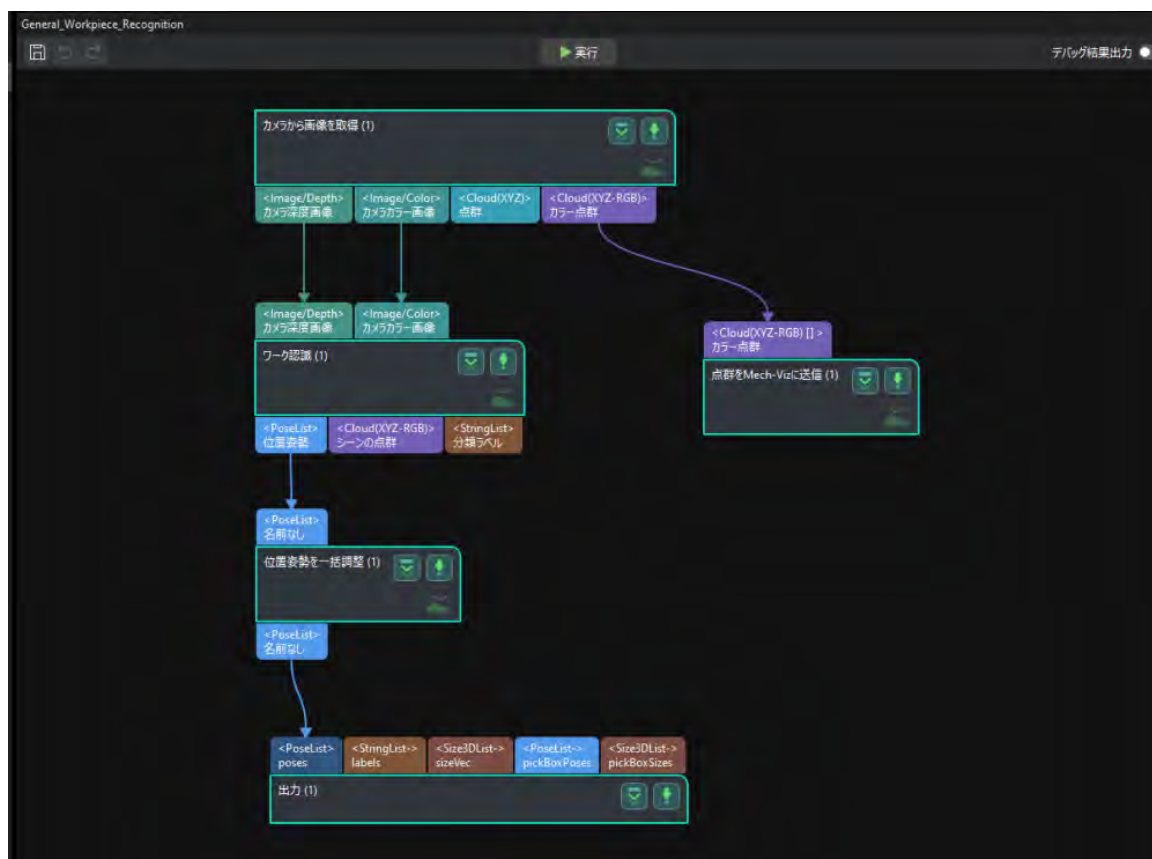 General_Workpiece_Recognition
実行
デバッグ結果出力
カメラから画像を取得 (1)
<Image/Depth> <Image/Color> <Cloud(XYZ)> <Cloud(XYZ-RGB)>
カメラ深度画像 カメラカラー画像 点群 カラー点群
<Image/Depth> <Image/Color>
カメラ深度画像 カメラカラー画像
<Cloud(XYZ-RGB) [] >
カラー点群
ワーク認識 (1)
点群をMech-Vizに送信 (1)
<PoseList> <Cloud(XYZ-RGB)> <StringList>
位置姿勢 シーンの点群 分類ラベル
<PoseList>
名前なし
位置姿勢を一括調整 (1)
<PoseList>
名前なし
<PoseList> <StringList-> <Size3DList-> <PoseList-> <Size3DList->
poses labels sizeVec pickBoxPoses pickBoxSizes
出力 (1)